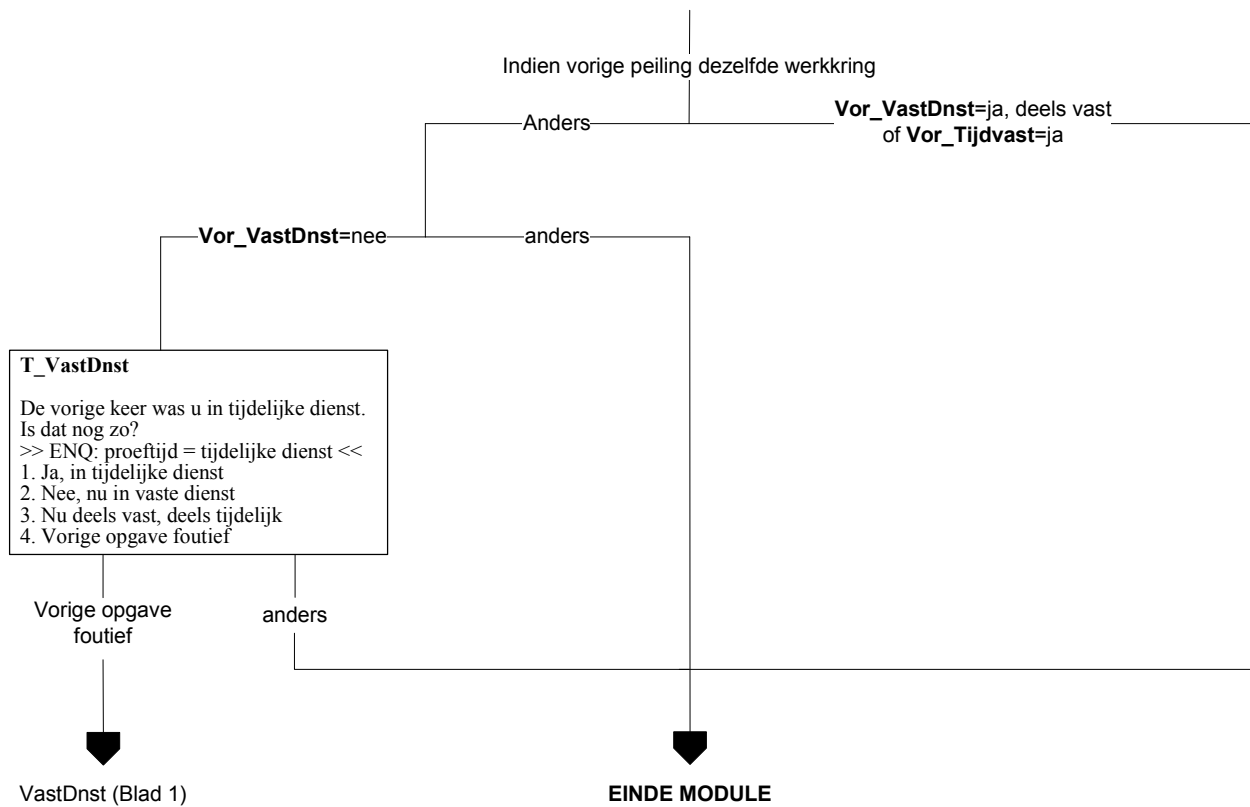 Indien vorige peiling dezelfde werkkring
Anders
Vor_VastDnst=ja, deels vast
of Vor_Tijdvast=ja
Vor_VastDnst=nee
anders
T_VastDnst
De vorige keer was u in tijdelijke dienst.
Is dat nog zo?
>> ENQ: proeftijd = tijdelijke dienst <<
1. Ja, in tijdelijke dienst
2. Nee, nu in vaste dienst
3. Nu deels vast, deels tijdelijk
4. Vorige opgave foutief
Vorige opgave
foutief
anders
VastDnst (Blad 1)
EINDE MODULE